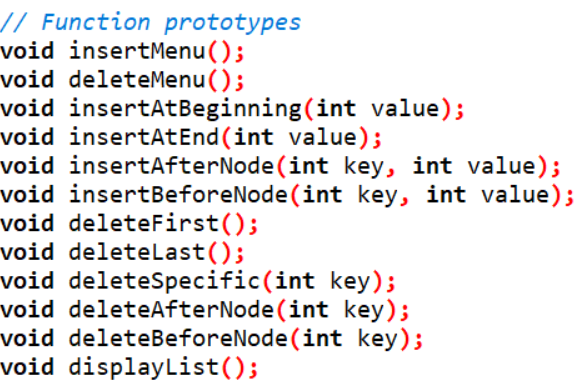 // Function prototypes
void insertMenu();
void deleteMenu();
void insertAtBeginning(int value);
void insertAtEnd(int value);
void insertAfterNode(int key, int value);
void insertBeforeNode(int key, int value);
void deleteFirst();
void deleteLast();
void deleteSpecific(int key);
void deleteAfterNode(int key);
void deleteBeforeNode(int key);
void displayList();